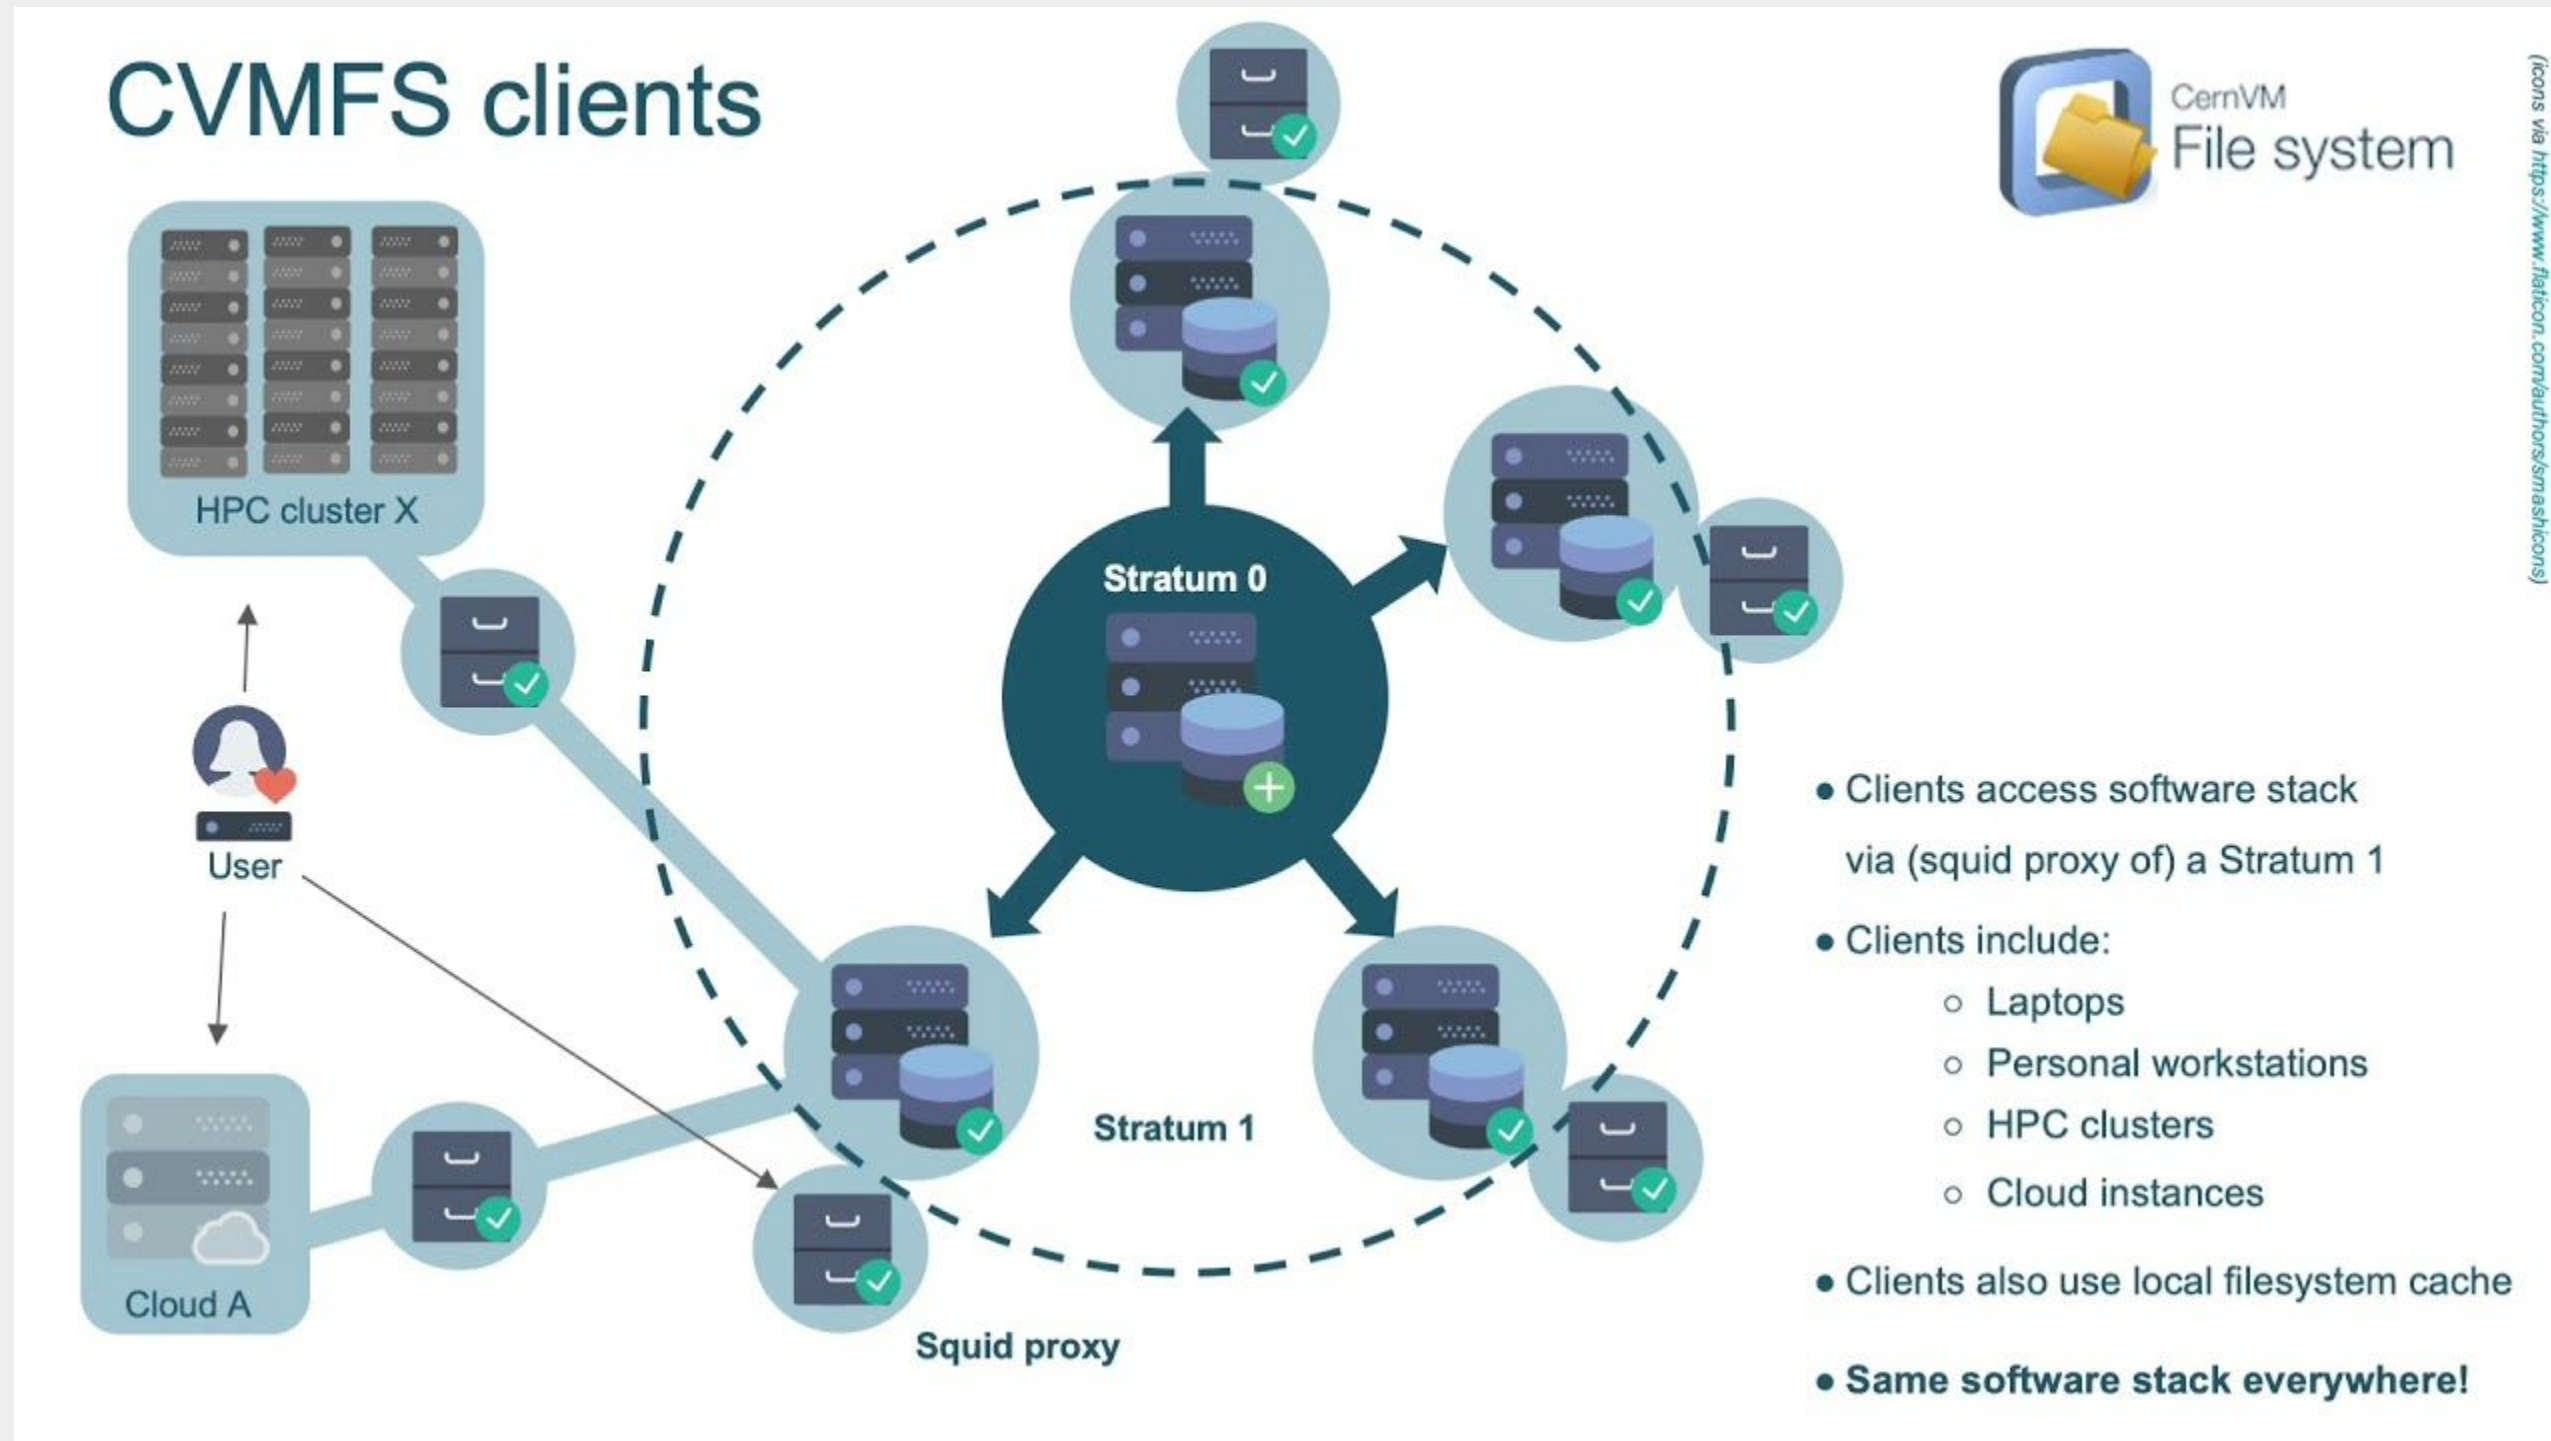 CVMFS clients
CernVM
File system
(icons via https://www.flaticon.com/authors/smashicons)
HPC cluster X
Stratum 0
User
Stratum 1
Cloud A
Squid proxy
● Clients access software stack
via (squid proxy of) a Stratum 1
● Clients include:
○ Laptops
○ Personal workstations
○ HPC clusters
○ Cloud instances
● Clients also use local filesystem cache
● Same software stack everywhere!